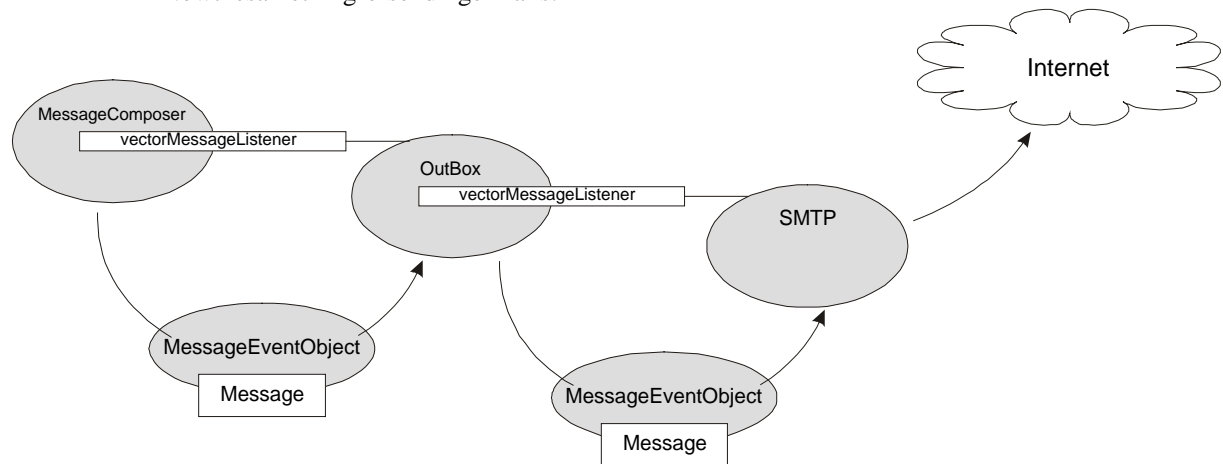 Internet
MessageComposer
vectorMessageListener
OutBox
vectorMessageListener
SMTP
MessageEventObject
Message
MessageEventObject
Message